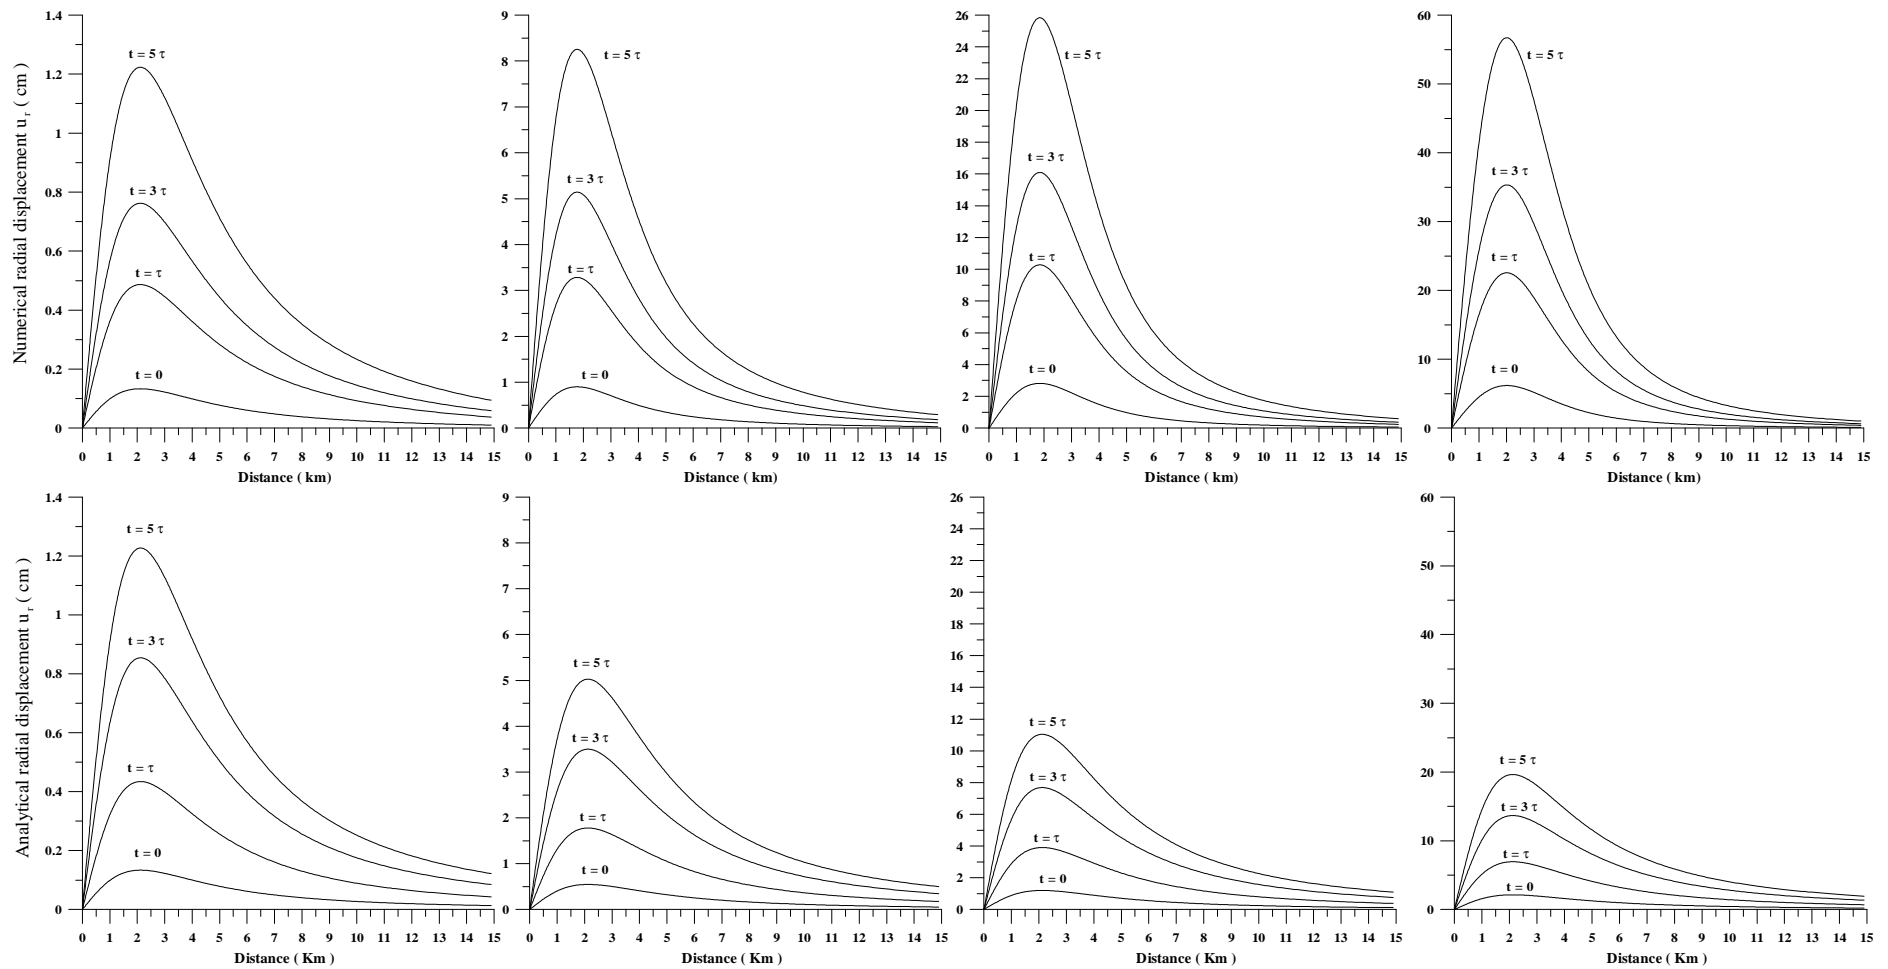 Numerical radial displacement u r ( cm )
1.4
1.2
1
0.8
0.6
0.4
0.2
0
t = 5 τ
t = 3 τ
t = τ
t = 0
0 1 2 3 4 5 6 7 8 9 10 11 12 13 14 15
Distance ( km)
9
8
7
6
5
4
3
2
1
0
t = 5 τ
t = 3 τ
t = τ
t = 0
0 1 2 3 4 5 6 7 8 9 10 11 12 13 14 15
Distance ( km)
26
24
22
20
18
16
14
12
10
8
6
4
2
0
t = 5 τ
t = 3 τ
t = τ
t = 0
0 1 2 3 4 5 6 7 8 9 10 11 12 13 14 15
Distance ( km)
60
50
40
30
20
10
0
t = 5 τ
t = 3 τ
t = τ
t = 0
0 1 2 3 4 5 6 7 8 9 10 11 12 13 14 15
Distance ( km)
Analytical radial displacement u r ( cm )
1.4
1.2
1
0.8
0.6
0.4
0.2
0
t = 5 τ
t = 3 τ
t = τ
t = 0
0 1 2 3 4 5 6 7 8 9 10 11 12 13 14 15
Distance ( Km )
9
8
7
6
5
4
3
2
1
0
t = 5 τ
t = 3 τ
t = τ
t = 0
0 1 2 3 4 5 6 7 8 9 10 11 12 13 14 15
Distance ( Km )
26
24
22
20
18
16
14
12
10
8
6
4
2
0
t = 5 τ
t = 3 τ
t = τ
t = 0
0 1 2 3 4 5 6 7 8 9 10 11 12 13 14 15
Distance ( Km )
60
50
40
30
20
10
0
t = 5 τ
t = 3 τ
t = τ
t = 0
0 1 2 3 4 5 6 7 8 9 10 11 12 13 14 15
Distance ( Km )